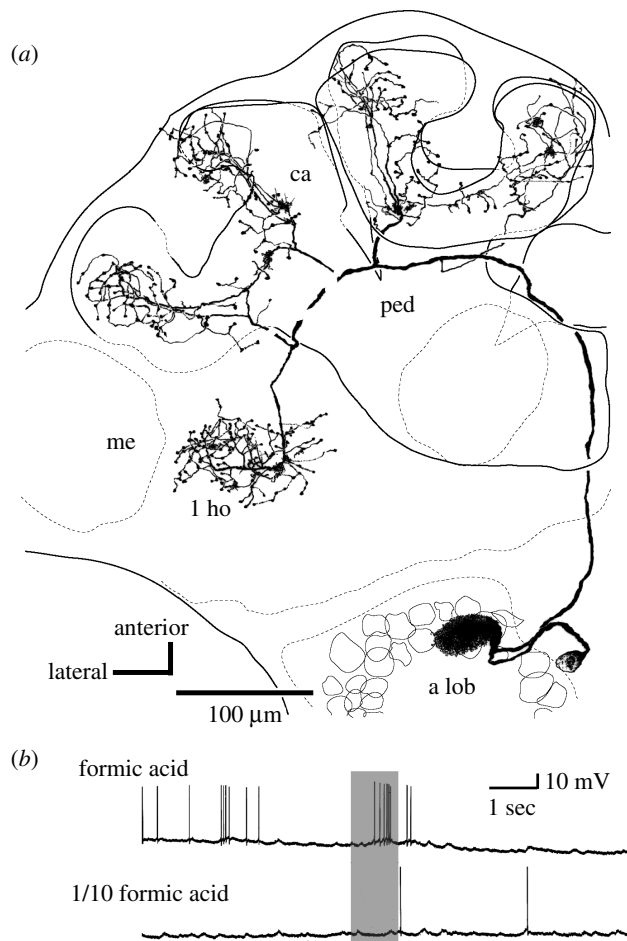 (a)
ca
ped
me
l ho
anterior
lateral
a lob
100 μm
(b)
formic acid
10 mV
1 sec
1/10 formic acid